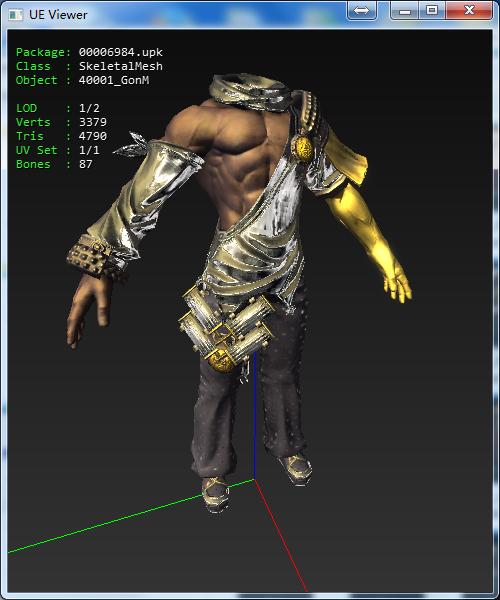 UE Viewer
Package: 00006984.upk
Class : SkeletalMesh
Object : 40001_GonM
LOD : 1/2
Verts : 3379
Tris : 4790
UV Set : 1/1
Bones : 87